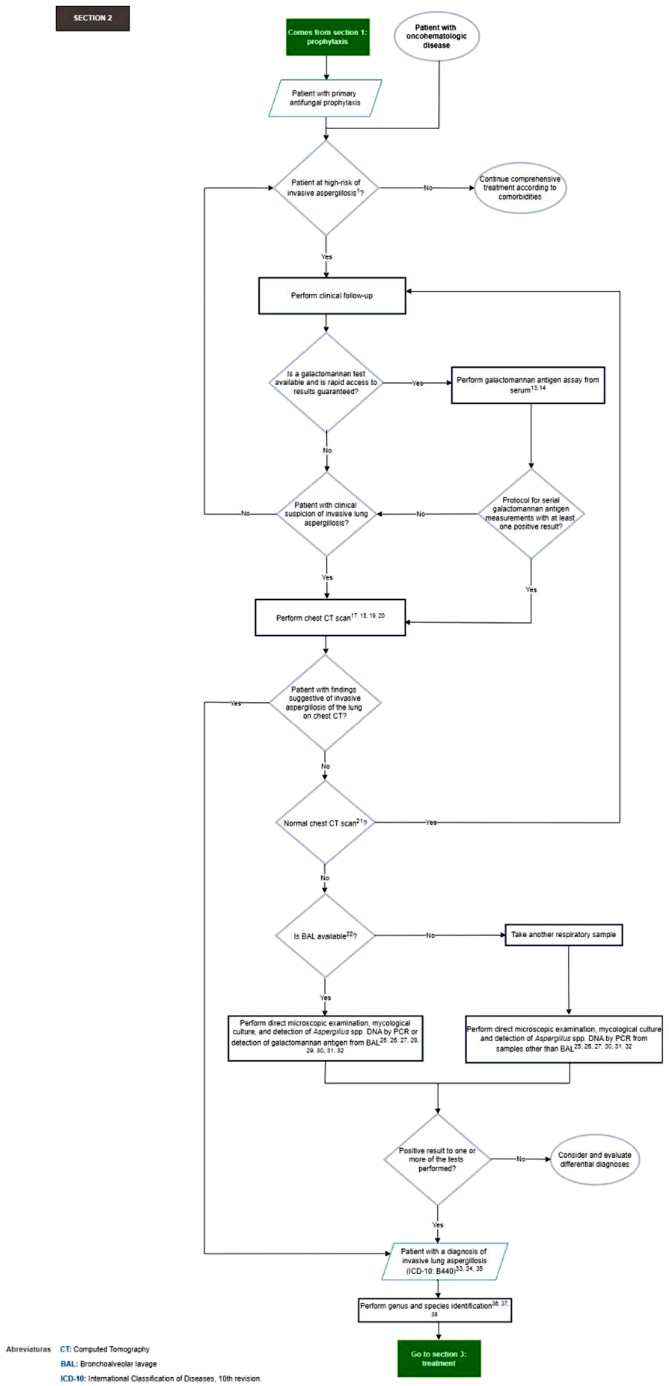 SECTION 2
Comes from section 1:
prophylaxis
Patient with
oncohematologic
disease
Patient with primary
antifungal prophylaxis
Patient at high-risk of
invasive aspergillosis1?
No
Continue comprehensive
treatment according to
comorbidities
Yes
Perform clinical follow-up
Is a galactomannan test
available and is rapid access to
results guaranteed?
Yes
Perform galactomannan antigen assay from
serum13,14
No
Patient with clinical
suspicion of invasive lung
aspergillosis?
No
No
Protocol for serial
galactomannan antigen
measurements with at least
one positive result?
Yes
Yes
Perform chest CT scan17, 18, 19, 20
Patient with findings
suggestive of invasive
aspergillosis of the lung
on chest CT?
Yes
No
Normal chest CT scan21?
Yes
No
Is BAL available22?
No
Take another respiratory sample
Yes
Perform direct microscopic examination, mycological
culture, and detection of Aspergillus spp. DNA by PCR or
detection of galactomannan antigen from BAL25, 26, 27, 28,
29, 30, 31, 32
Perform direct microscopic examination, mycological culture
and detection of Aspergillus spp. DNA by PCR from
samples other than BAL25, 26, 27, 30, 31, 32
Positive result to one or
more of the tests
performed?
No
Consider and evaluate
differential diagnoses
Yes
Patient with a diagnosis of
invasive lung aspergillosis
(ICD-10: B440)33, 34, 35
Perform genus and species identification36, 37,
38
Go to section 3:
treatment
Abreviaturas CT: Computed Tomography
BAL: Bronchoalveolar lavage
ICD-10: International Classification of Diseases, 10th revision.